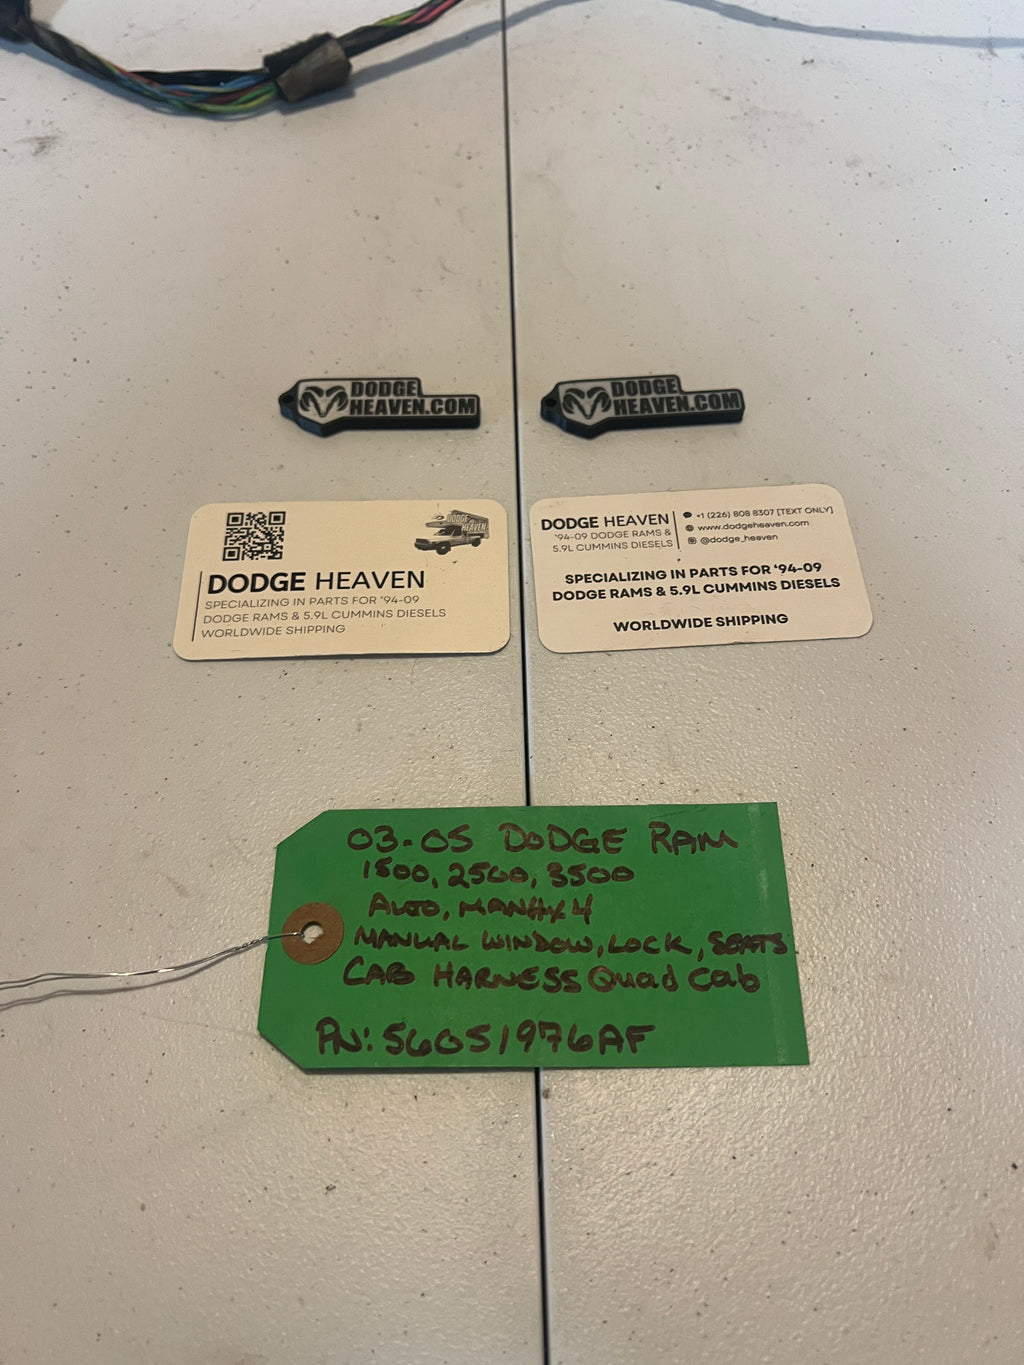 DODGE
HEAVEN.COM
DODGE
HEAVEN.COM
DODGE
HEAVEN
DODGE HEAVEN
SPECIALIZING IN PARTS FOR '94-09
DODGE RAMS & 5.9L CUMMINS DIESELS
WORLDWIDE SHIPPING
DODGE HEAVEN
'94-09 DODGE RAMS &
5.9L CUMMINS DIESELS
+1 (226) 808 8307 [TEXT ONLY]
www.dodgeheaven.com
@dodge_heaven
SPECIALIZING IN PARTS FOR '94-09
DODGE RAMS & 5.9L CUMMINS DIESELS
WORLDWIDE SHIPPING
03-05 DODGE RAM
1500, 2500, 3500
AUTO, 4
MANUAL WINDOW, LOCK, SEATS
CAB HARNESS Quad Cab
PN: 56051976AF